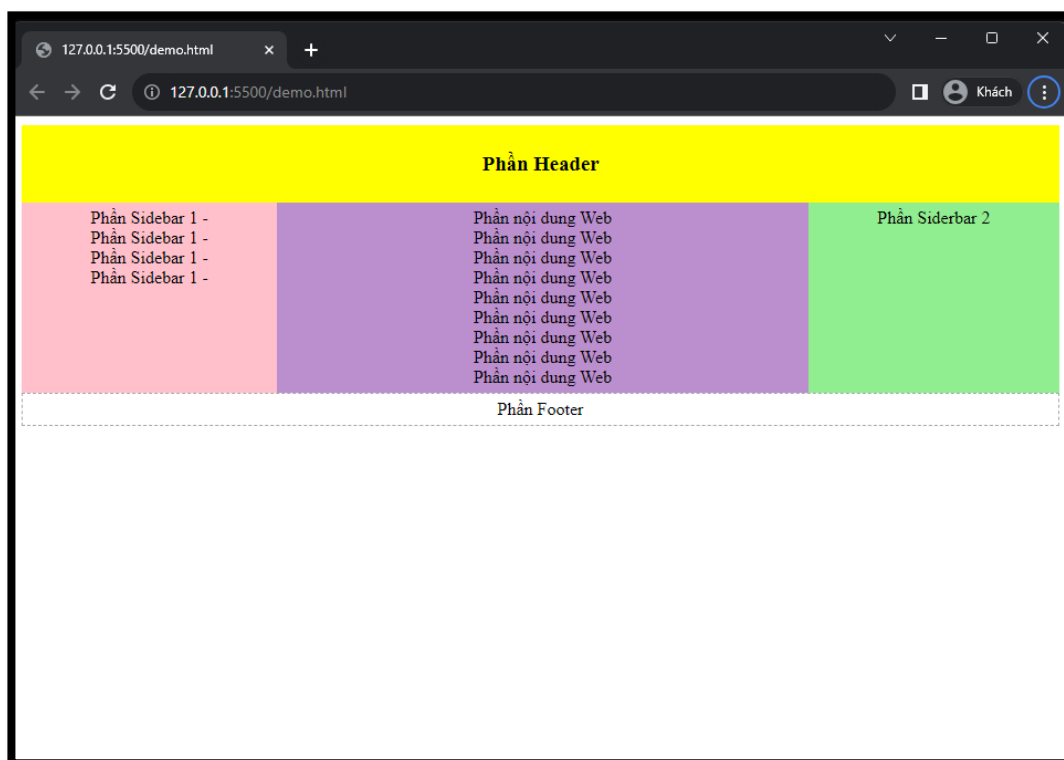 127.0.0.1:5500/demo.html
127.0.0.1:5500/demo.html
Khách
Phần Header
Phần Sidebar 1 -
Phần Sidebar 1 -
Phần Sidebar 1 -
Phần Sidebar 1 -
Phần nội dung Web
Phần nội dung Web
Phần nội dung Web
Phần nội dung Web
Phần nội dung Web
Phần nội dung Web
Phần nội dung Web
Phần nội dung Web
Phần nội dung Web
Phần Siderbar 2
Phần Footer